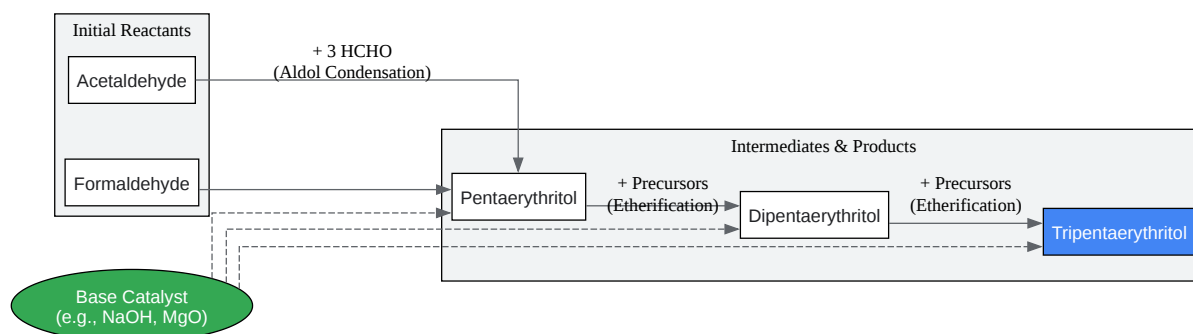 Initial Reactants
Acetaldehyde
+ 3 HCHO
(Aldol Condensation)
Formaldehyde
Intermediates & Products
Pentaerythritol
+ Precursors
(Etherification)
Dipentaerythritol
+ Precursors
(Etherification)
Tripentaerythritol
Base Catalyst
(e.g., NaOH, MgO)